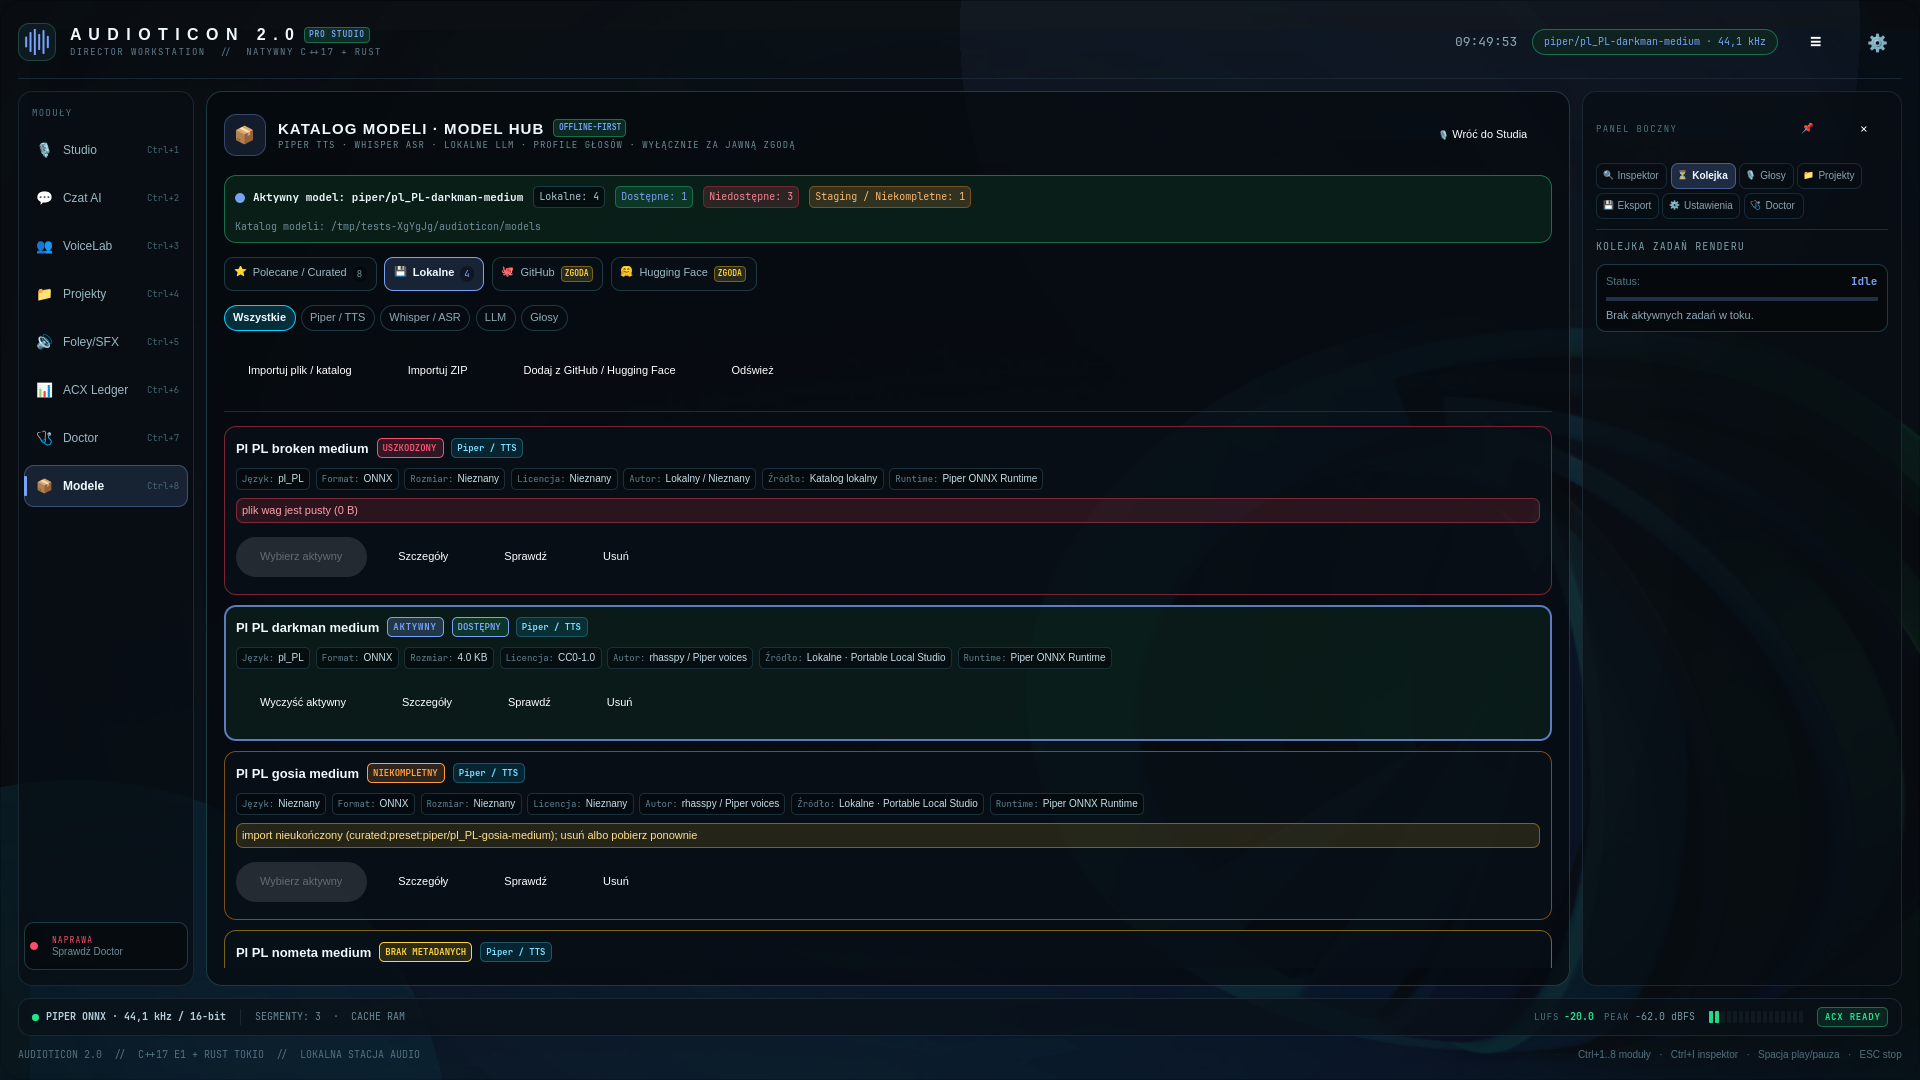 AUDIOTICON 2.0 PRO STUDIO
DIRECTOR WORKSTATION // NATYWNY C++17 + RUST
09:49:53
piper/pl_PL-darkman-medium · 44,1 kHz
MODUŁY
Studio Ctrl+1
Czat AI Ctrl+2
VoiceLab Ctrl+3
Projekty Ctrl+4
Foley/SFX Ctrl+5
ACX Ledger Ctrl+6
Doctor Ctrl+7
Modele Ctrl+8
NAPRAWA
Sprawdź Doctor
KATALOG MODELI · MODEL HUB OFFLINE-FIRST
PIPER TTS · WHISPER ASR · LOKALNE LLM · PROFILE GŁOSÓW · WYŁĄCZNIE ZA JAWNĄ ZGODĄ
Wróć do Studia
Aktywny model: piper/pl_PL-darkman-medium Lokalne: 4 Dostępne: 1 Niedostępne: 3 Staging / Niekompletne: 1
Katalog modeli: /tmp/tests-XgYgJg/audioticon/models
Polecane / Curated 8 Lokalne 4 GitHub ZGODA Hugging Face ZGODA
Wszystkie Piper / TTS Whisper / ASR LLM Głosy
Importuj plik / katalog Importuj ZIP Dodaj z GitHub / Hugging Face Odśwież
Pl PL broken medium USZKODZONY Piper / TTS
Język: pl_PL Format: ONNX Rozmiar: Nieznany Licencja: Nieznany Autor: Lokalny / Nieznany Źródło: Katalog lokalny Runtime: Piper ONNX Runtime
plik wag jest pusty (0 B)
Wybierz aktywny Szczegóły Sprawdź Usuń
Pl PL darkman medium AKTYWNY DOSTĘPNY Piper / TTS
Język: pl_PL Format: ONNX Rozmiar: 4.0 KB Licencja: CC0-1.0 Autor: rhasspy / Piper voices Źródło: Lokalne · Portable Local Studio Runtime: Piper ONNX Runtime
Wyczyść aktywny Szczegóły Sprawdź Usuń
Pl PL gosia medium NIEKOMPLETNY Piper / TTS
Język: Nieznany Format: ONNX Rozmiar: Nieznany Licencja: Nieznany Autor: rhasspy / Piper voices Źródło: Lokalne · Portable Local Studio Runtime: Piper ONNX Runtime
import nieukończony (curated:preset:piper/pl_PL-gosia-medium); usuń albo pobierz ponownie
Wybierz aktywny Szczegóły Sprawdź Usuń
Pl PL nometa medium BRAK METADANYCH Piper / TTS
PANEL BOCZNY
Inspektor Kolejka Głosy Projekty
Eksport Ustawienia Doctor
KOLEJKA ZADAŃ RENDERU
Status: Idle
Brak aktywnych zadań w toku.
PIPER ONNX · 44,1 kHz / 16-bit SEGMENTY: 3 · CACHE RAM
LUFS -20.0 PEAK -62.0 dBFS ACX READY
AUDIOTICON 2.0 // C++17 E1 + RUST TOKIO // LOKALNA STACJA AUDIO
Ctrl+1..8 moduły · Ctrl+I inspektor · Spacja play/pauza · ESC stop